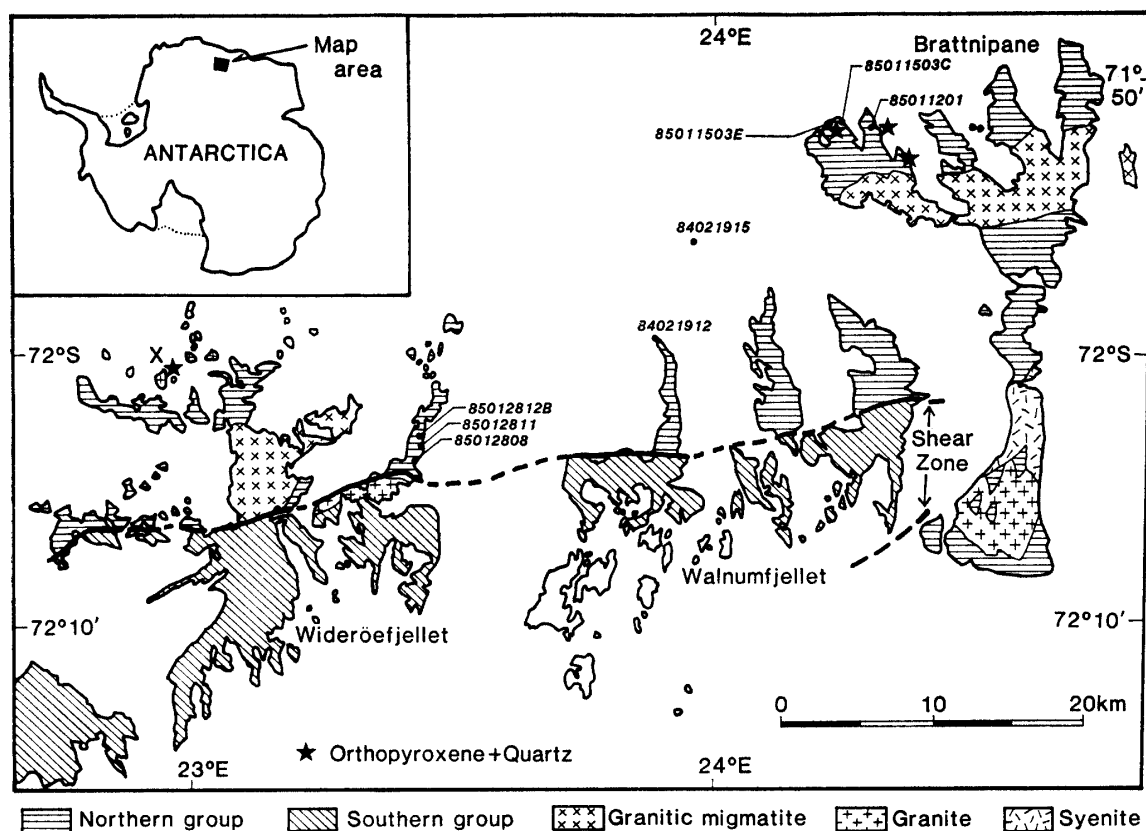 24°E
Brattnipane
Map
area
ANTARCTICA
85011503C
71°
50'
85011201
85011503E
84021915
84021912
72°S
X
72°S
85012812B
85012811
85012808
Shear
Zone
Walnumfjellet
72°10'
Wideröefjellet
72°10'
0 10 20km
★ Orthopyroxene+Quartz
23°E
24°E
Northern group Southern group Granitic migmatite Granite Syenite